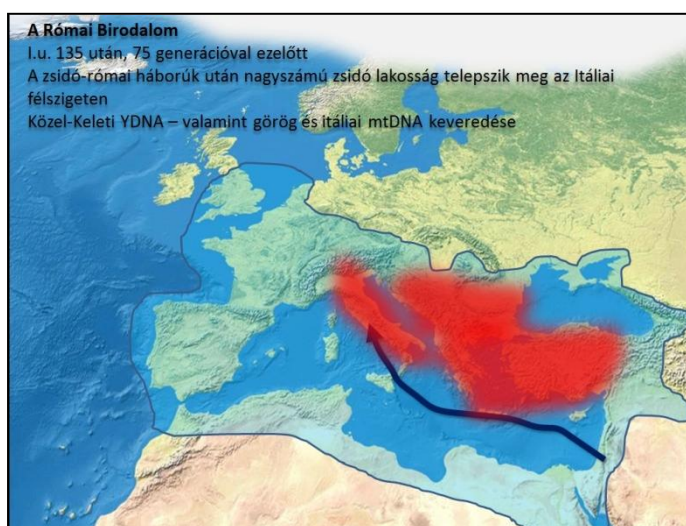 A Római Birodalom
I.u. 135 után, 75 generációval ezelőtt
A zsidó-római háborúk után nagyszámú zsidó lakosság telepszik meg az Itáliai
félszigeten
Közel-Keleti YDNA – valamint görög és itáliai mtDNA keveredése